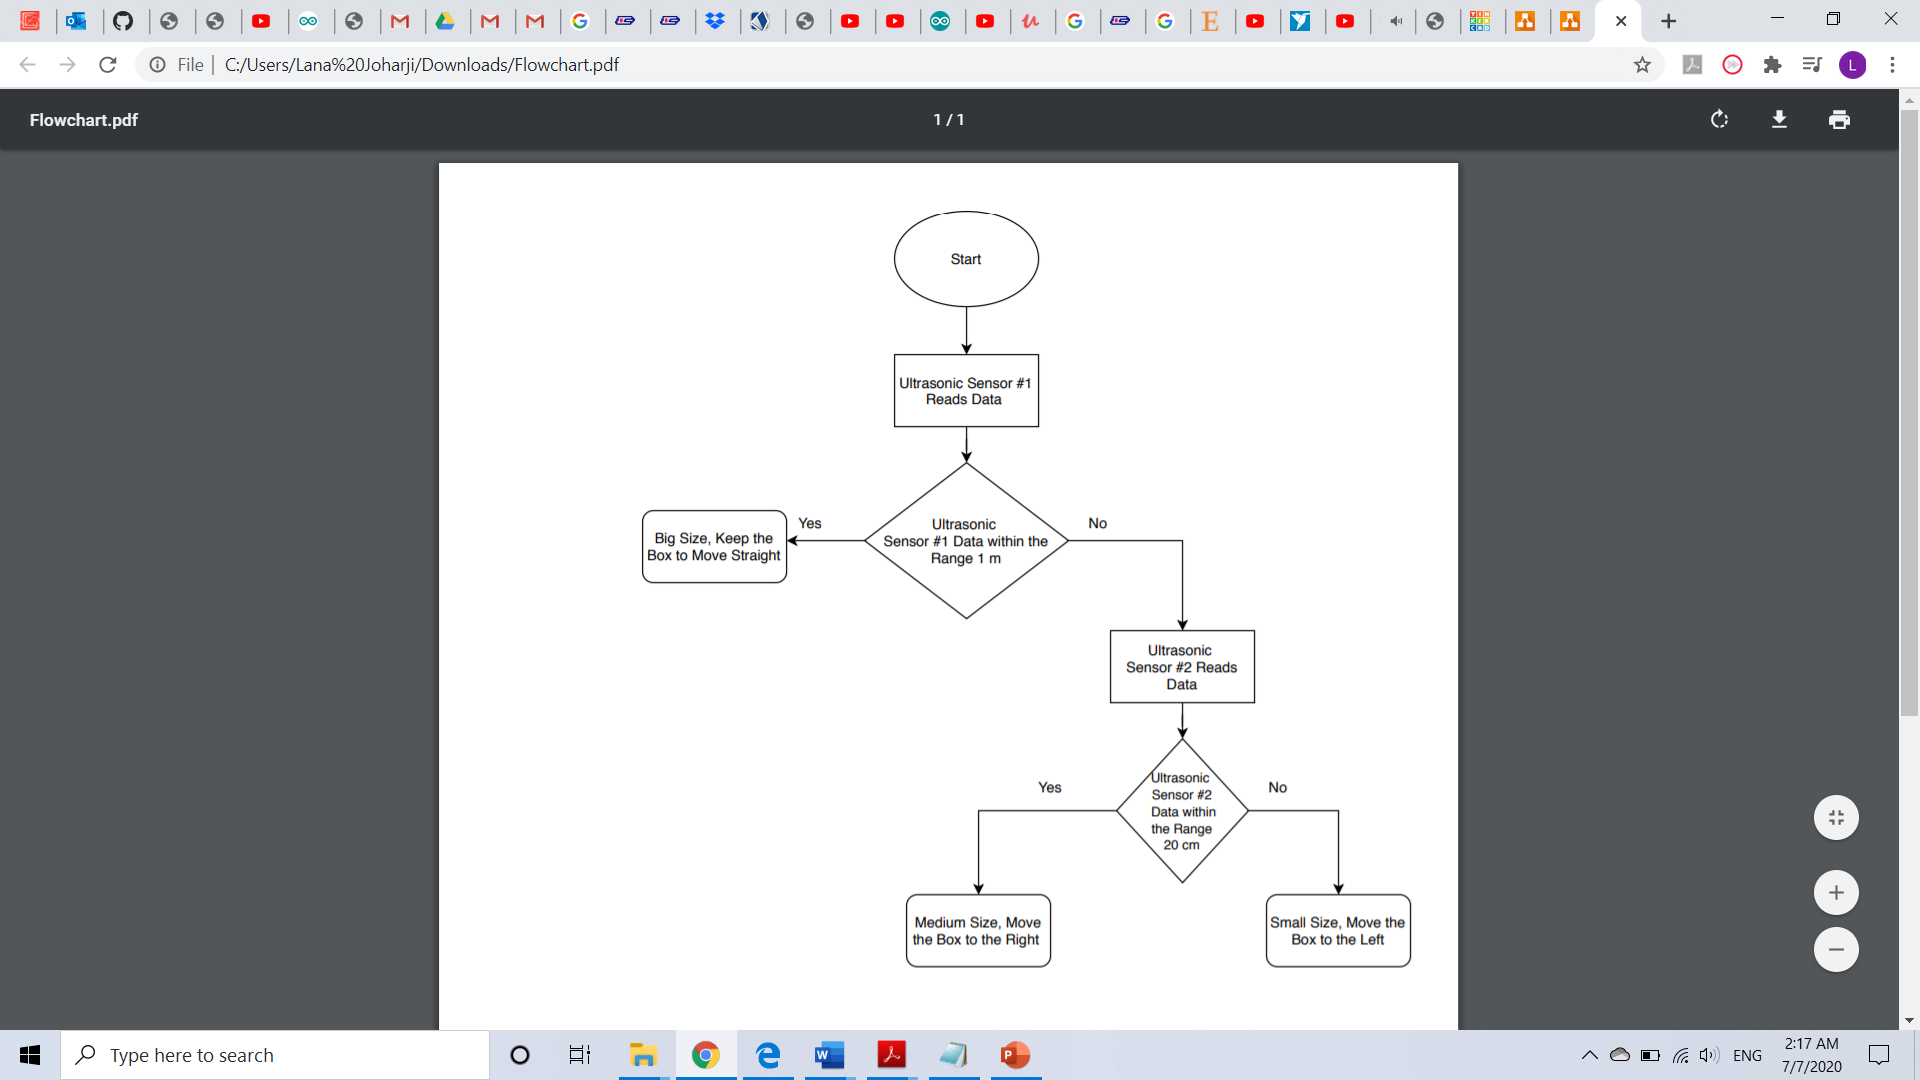 File
C:/Users/Lana%20Joharji/Downloads/Flowchart.pdf
L
Flowchart.pdf
1 / 1
Start
Ultrasonic Sensor #1
Reads Data
Ultrasonic
Sensor #1 Data within the
Range 1 m
Yes
No
Big Size, Keep the
Box to Move Straight
Ultrasonic
Sensor #2 Reads
Data
Ultrasonic
Sensor #2
Data within
the Range
20 cm
Yes
No
Medium Size, Move
the Box to the Right
Small Size, Move the
Box to the Left
Type here to search
ENG
2:17 AM
7/7/2020